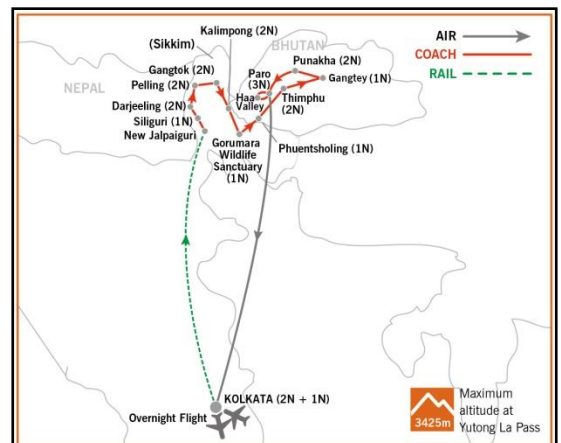 AIR
COACH
RAIL
Kalimpong (2N)
(Sikkim)
BHUTAN
NEPAL
Gangtok (2N)
Pelling (2N)
Darjeeling (2N)
Siliguri (1N)
New Jalpaiguri
Punakha (2N)
Paro
(3N)
Gangtey (1N)
Haa
Valley
Thimphu
(2N)
Phuentsholing (1N)
Gorumara
Wildlife
Sanctuary
(1N)
KOLKATA (2N + 1N)
Overnight Flight
3425m
Maximum
altitude at
Yutong La Pass